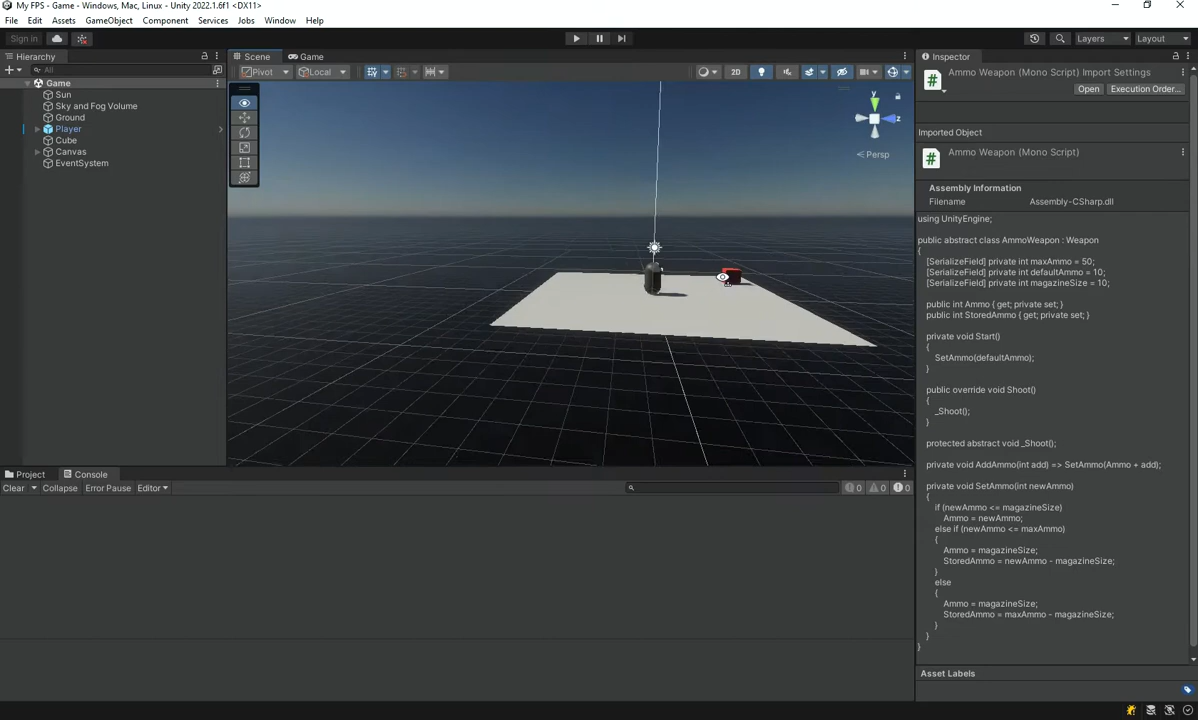 My FPS - Game - Windows, Mac, Linux - Unity 2022.1.6f1 <DX11>
File Edit Assets GameObject Component Services Jobs Window Help
Sign in
Layers
Layout
Hierarchy
All
Game
Sun
Sky and Fog Volume
Ground
Player
Cube
Canvas
EventSystem
Scene
Game
Pivot
Local
2D
y
z
Persp
Project
Console
Clear
Collapse
Error Pause
Editor
0
0
0
Inspector
Ammo Weapon (Mono Script) Import Settings
Open
Execution Order...
Imported Object
Ammo Weapon (Mono Script)
Assembly Information
Filename Assembly-CSharp.dll
using UnityEngine;
public abstract class AmmoWeapon : Weapon
{
[SerializeField] private int maxAmmo = 50;
[SerializeField] private int defaultAmmo = 10;
[SerializeField] private int magazineSize = 10;
public int Ammo { get; private set; }
public int StoredAmmo { get; private set; }
private void Start()
{
SetAmmo(defaultAmmo);
}
public override void Shoot()
{
_Shoot();
}
protected abstract void _Shoot();
private void AddAmmo(int add) => SetAmmo(Ammo + add);
private void SetAmmo(int newAmmo)
{
if (newAmmo <= magazineSize)
Ammo = newAmmo;
else if (newAmmo <= maxAmmo)
{
Ammo = magazineSize;
StoredAmmo = newAmmo - magazineSize;
}
else
{
Ammo = magazineSize;
StoredAmmo = maxAmmo - magazineSize;
}
}
}
Asset Labels